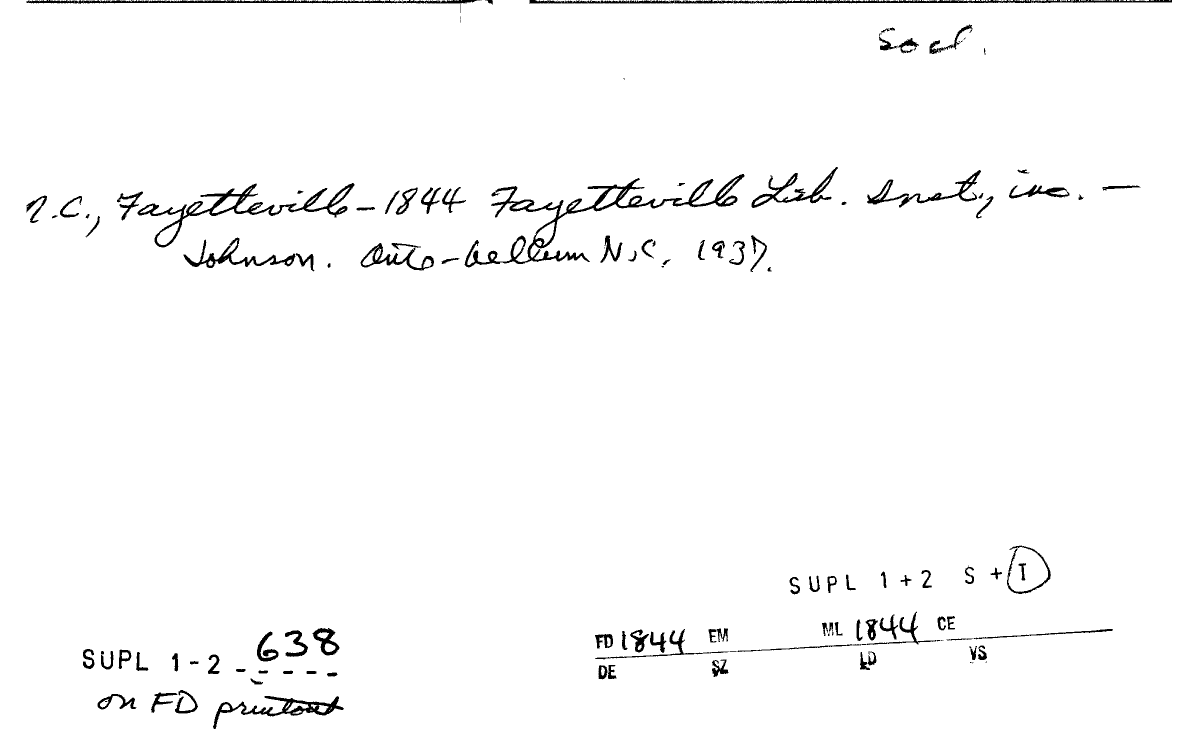 Socl.
N.C., Fayetteville - 1844 Fayetteville Lib. Inst., inc. -
Johnson. Ante-bellum N.C. 1937.
SUPL 1 + 2 S + I
FD 1844 EM ML 1844 CE
DE SZ LD VS
SUPL 1 - 2 - 638
on FD printout